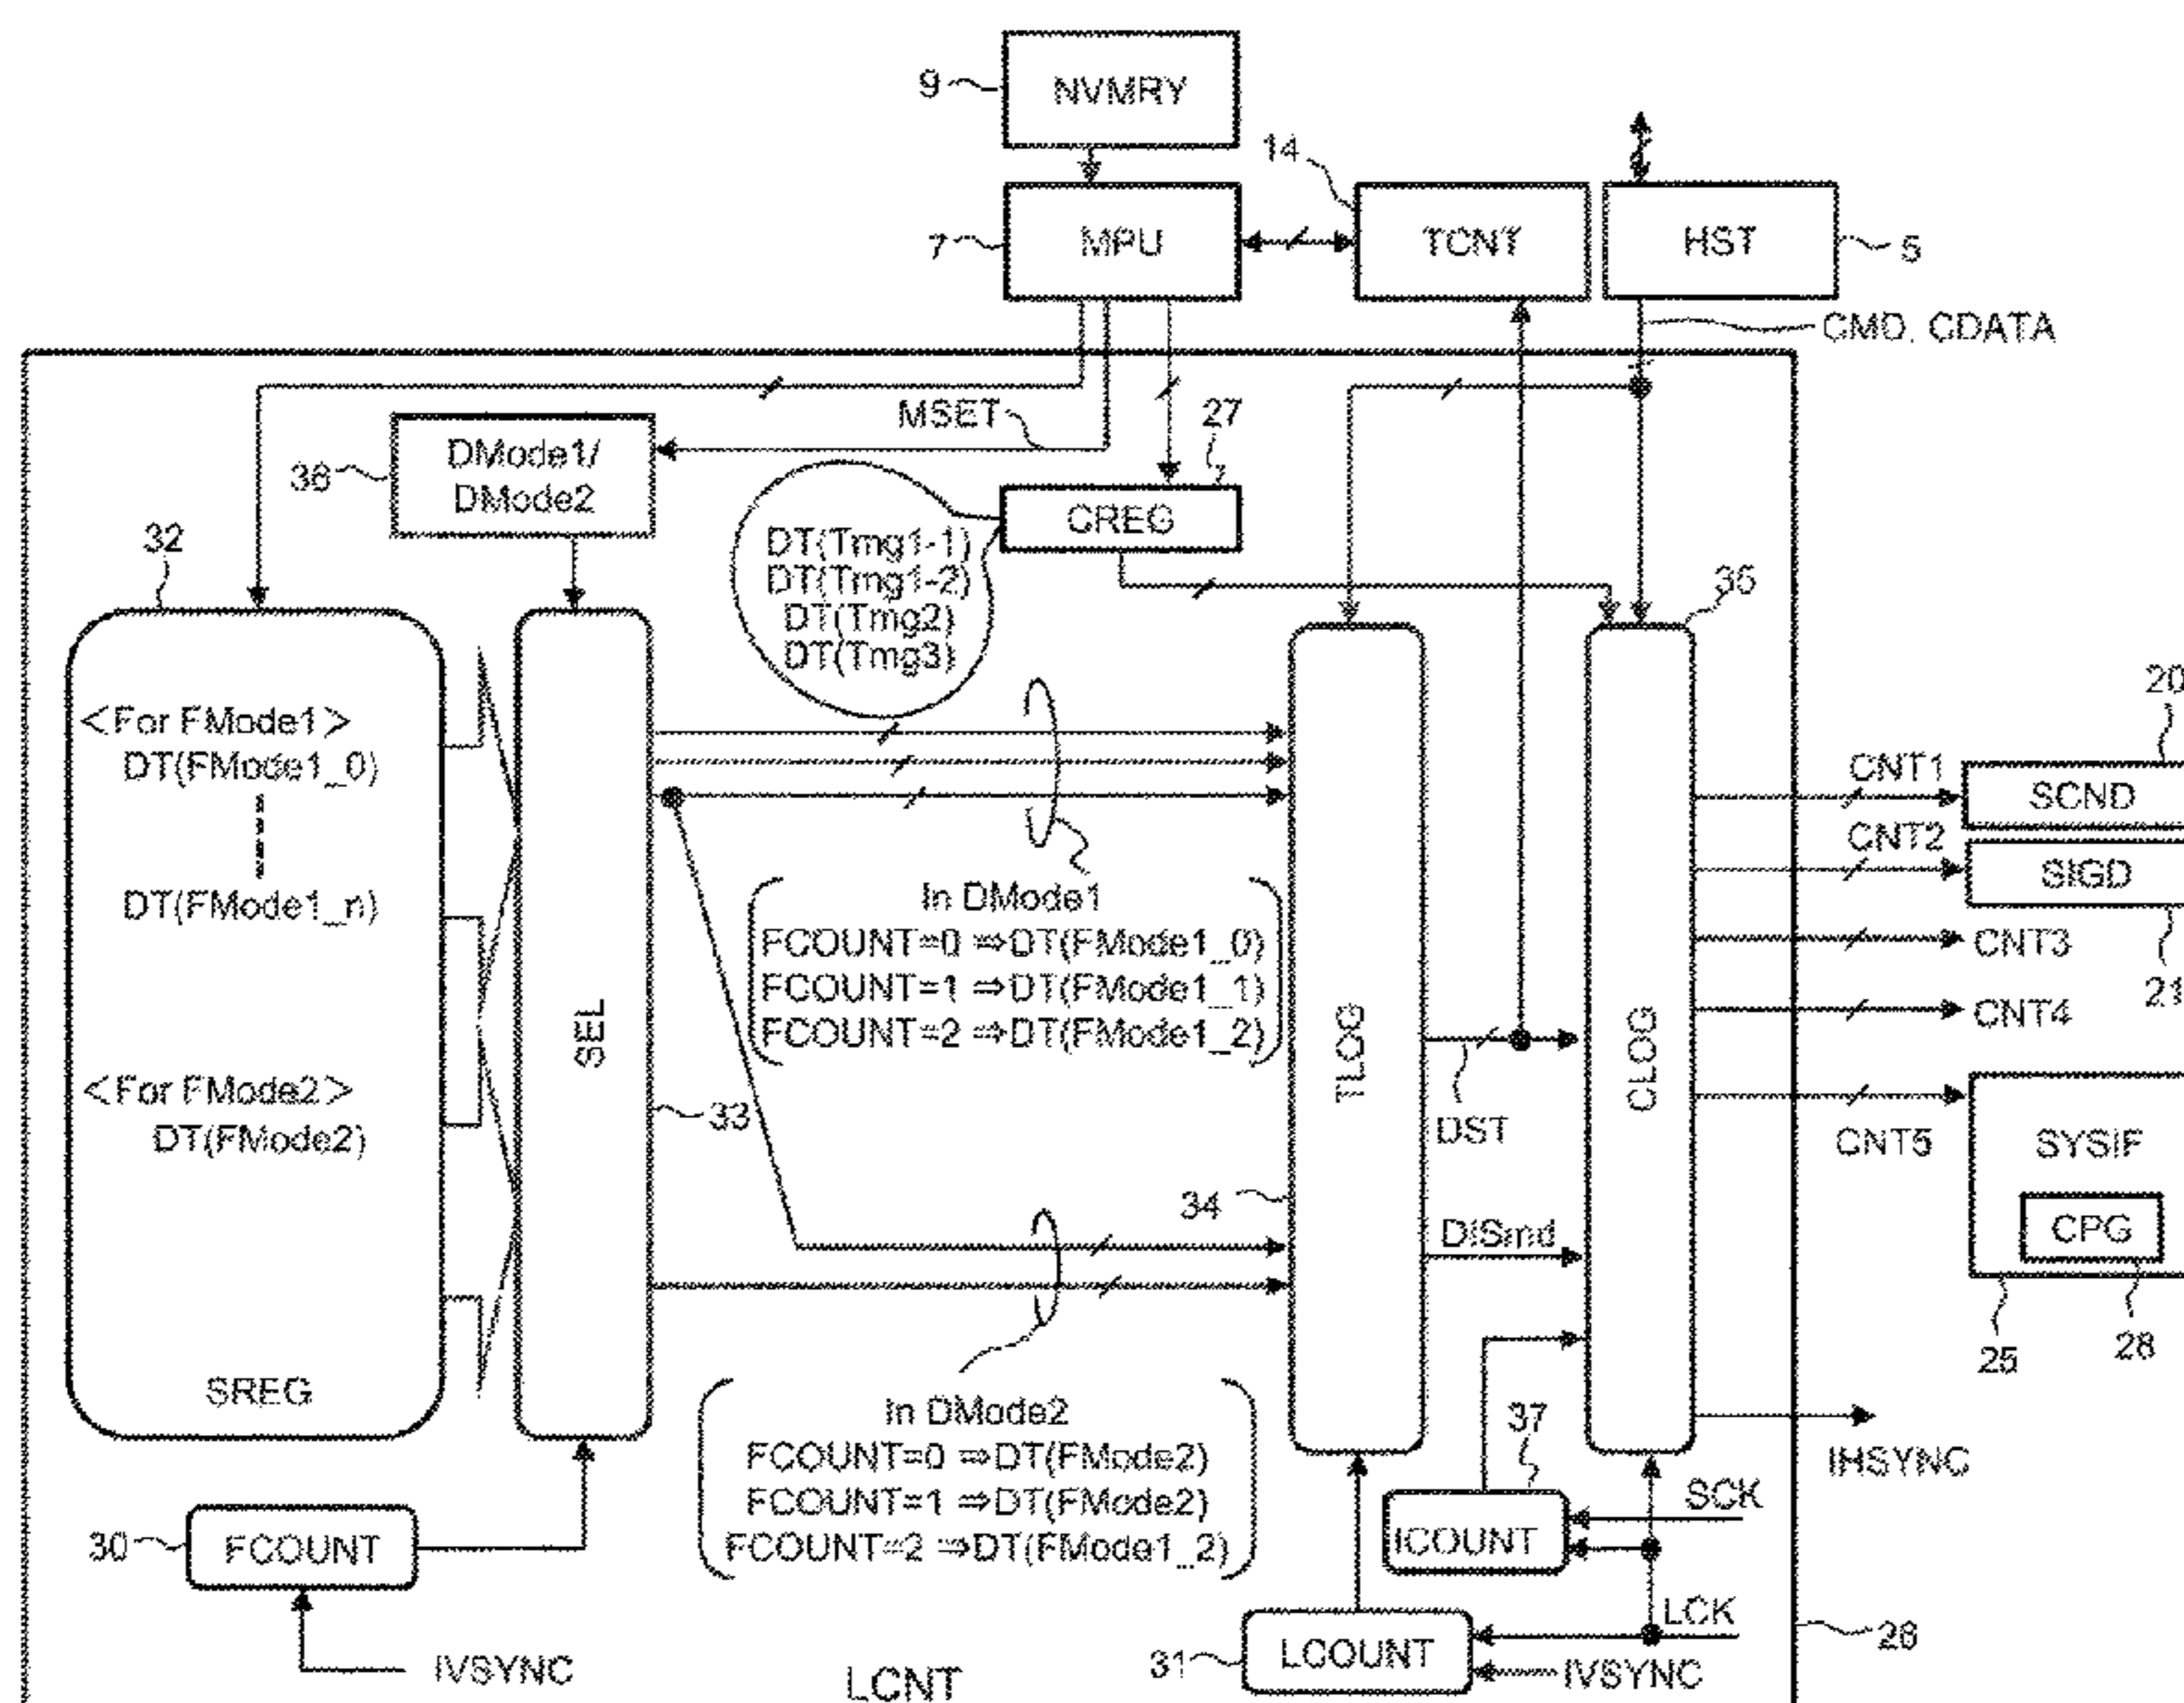 9
NVMRY
14
7
MPU
TCNT
HST
5
CMD, CDATA
MSET
27
36
DMode1/
DMode2
CREG
32
DT(Tmg1-1)
DT(Tmg1-2)
DT(Tmg2)
DT(Tmg3)
35
<For FMode1>
DT(FMode1_0)
DT(FMode1_n)
<For FMode2>
DT(FMode2)
SREG
SEL
33
In DMode1
FCOUNT=0 ⇒DT(FMode1_0)
FCOUNT=1 ⇒DT(FMode1_1)
FCOUNT=2 ⇒DT(FMode1_2)
34
TLOG
DST
DISmd
CLOG
20
CNT1
SCND
CNT2
SIGD
21
CNT3
CNT4
CNT5
SYSIF
CPG
25
28
In DMode2
FCOUNT=0 ⇒DT(FMode2)
FCOUNT=1 ⇒DT(FMode2)
FCOUNT=2 ⇒DT(FMode1_2)
37
IHSYNC
SCK
ICOUNT
30
FCOUNT
LCK
31
LCOUNT
26
IVSYNC
IVSYNC
LCNT